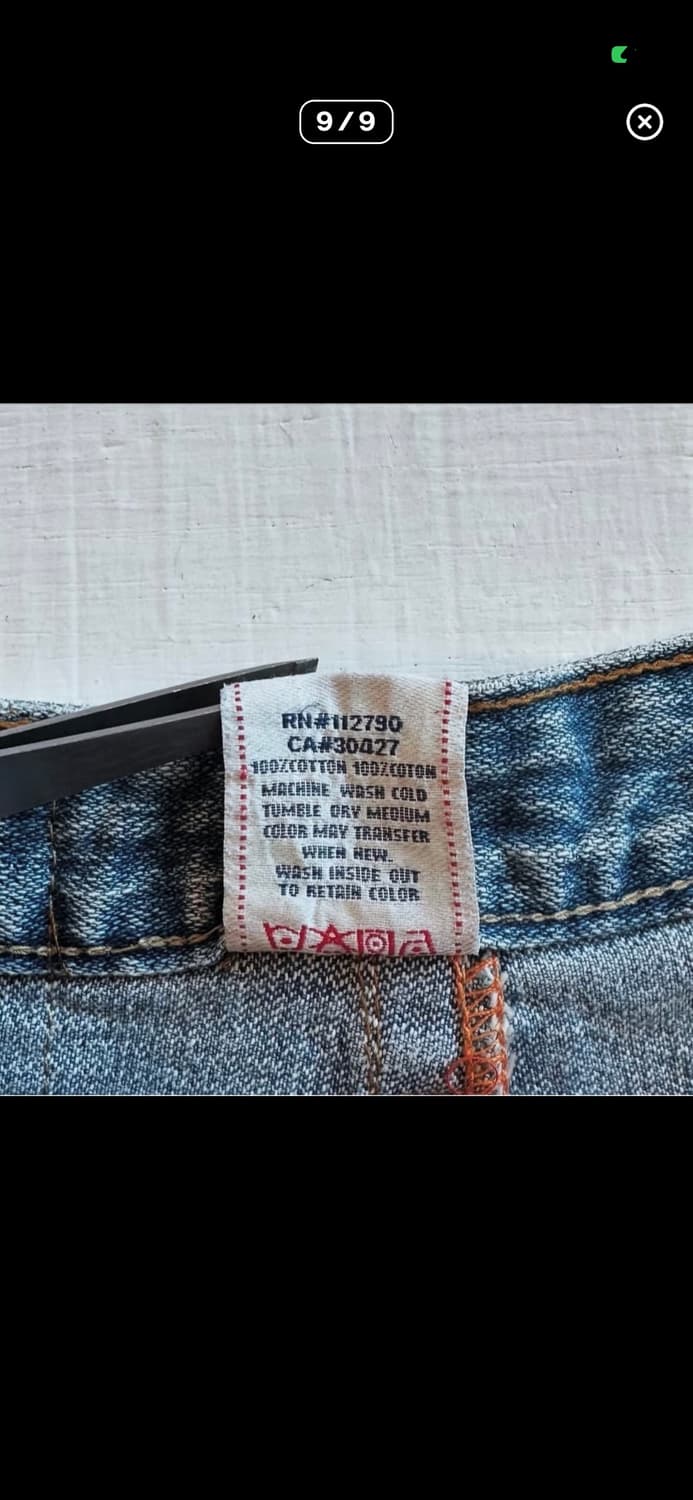 9/9
RN#112790
CA#30427
100%COTTON 100%COTON
MACHINE WASH COLD
TUMBLE DRY MEDIUM
COLOR MAY TRANSFER
WHEN NEW.
WASH INSIDE OUT
TO RETAIN COLOR